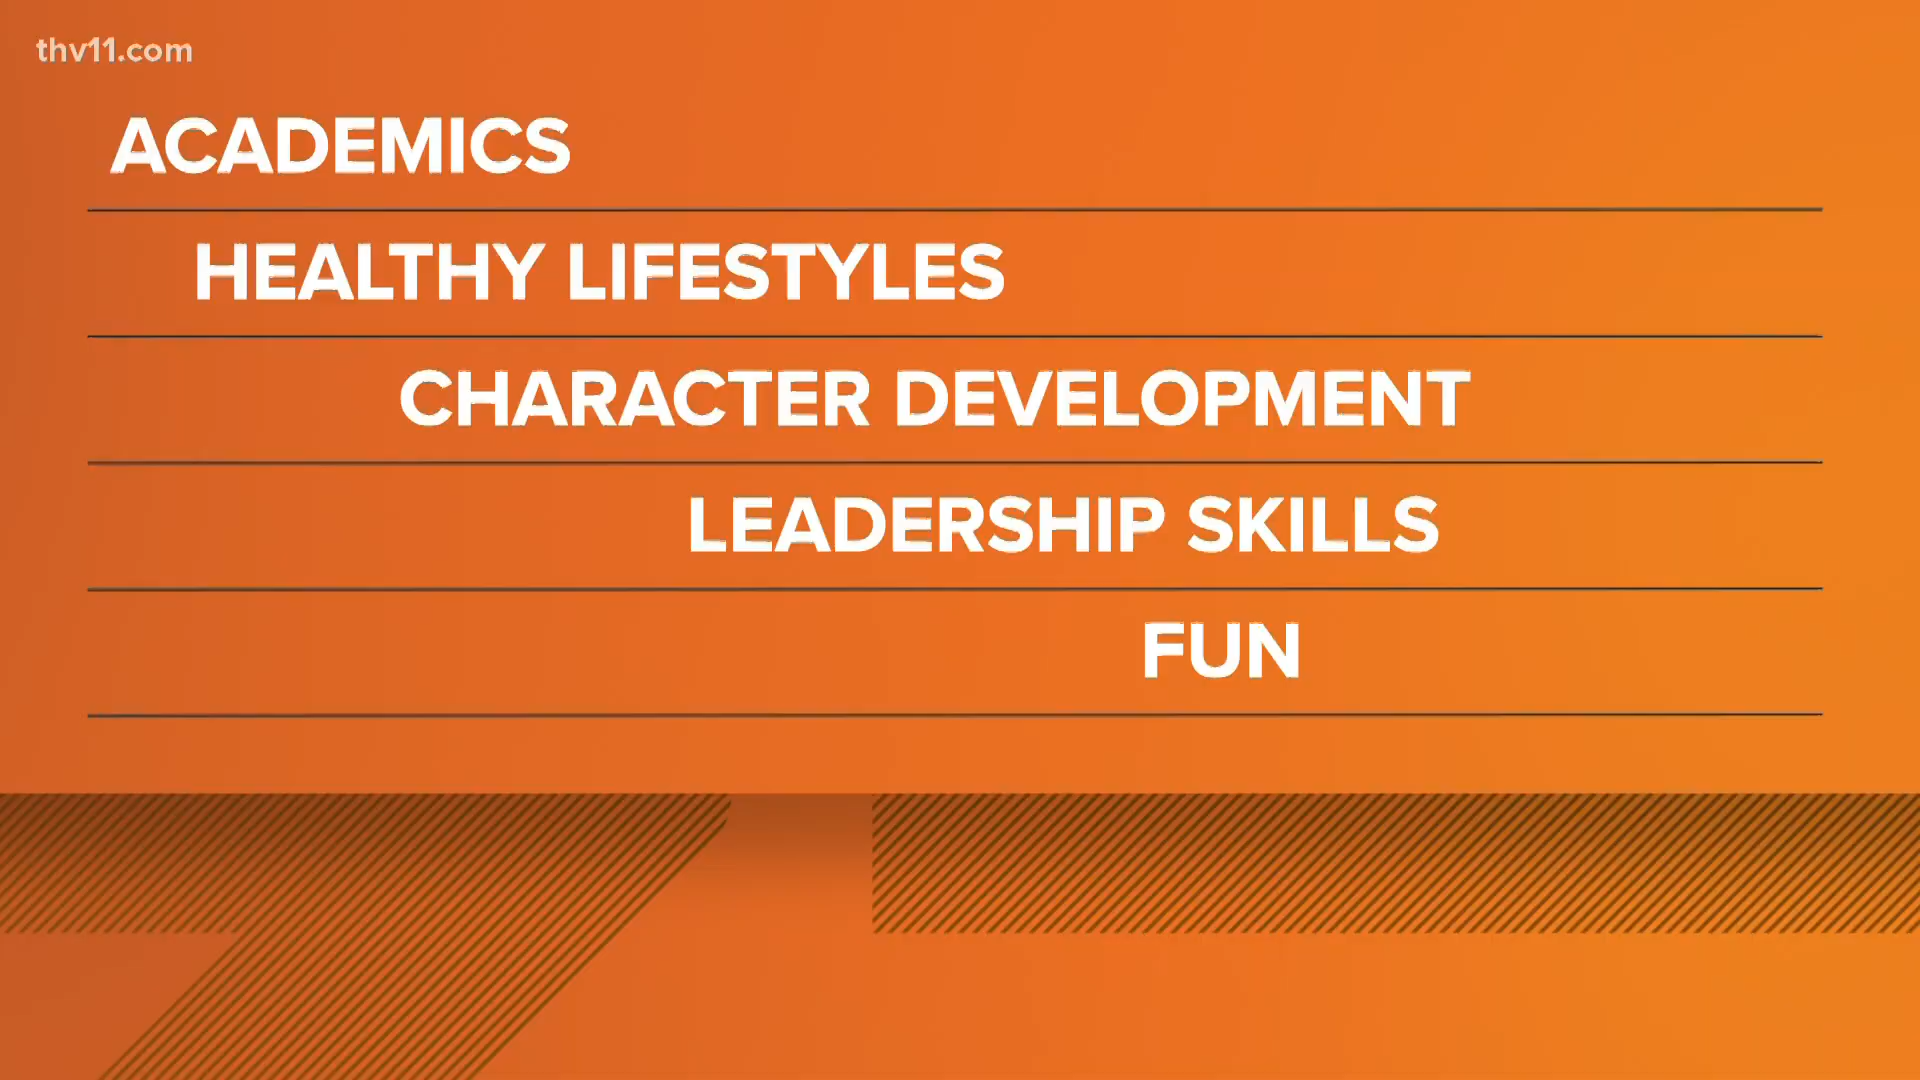 thv11.com
ACADEMICS
HEALTHY LIFESTYLES
CHARACTER DEVELOPMENT
LEADERSHIP SKILLS
FUN